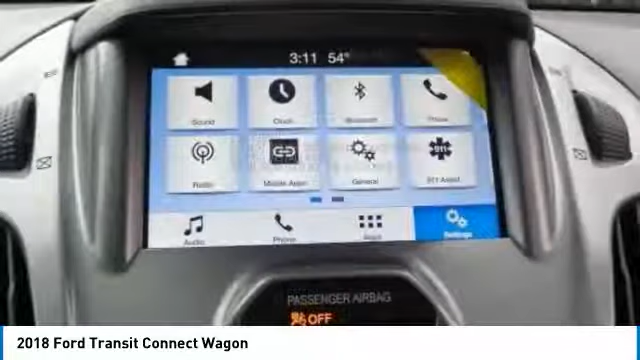 3:11 54°
Sound Clock Bluetooth Phone
Radio Mobile Apps General 911 Assist
Audio Phone Apps Settings
PASSENGER AIRBAG
OFF
2018 Ford Transit Connect Wagon